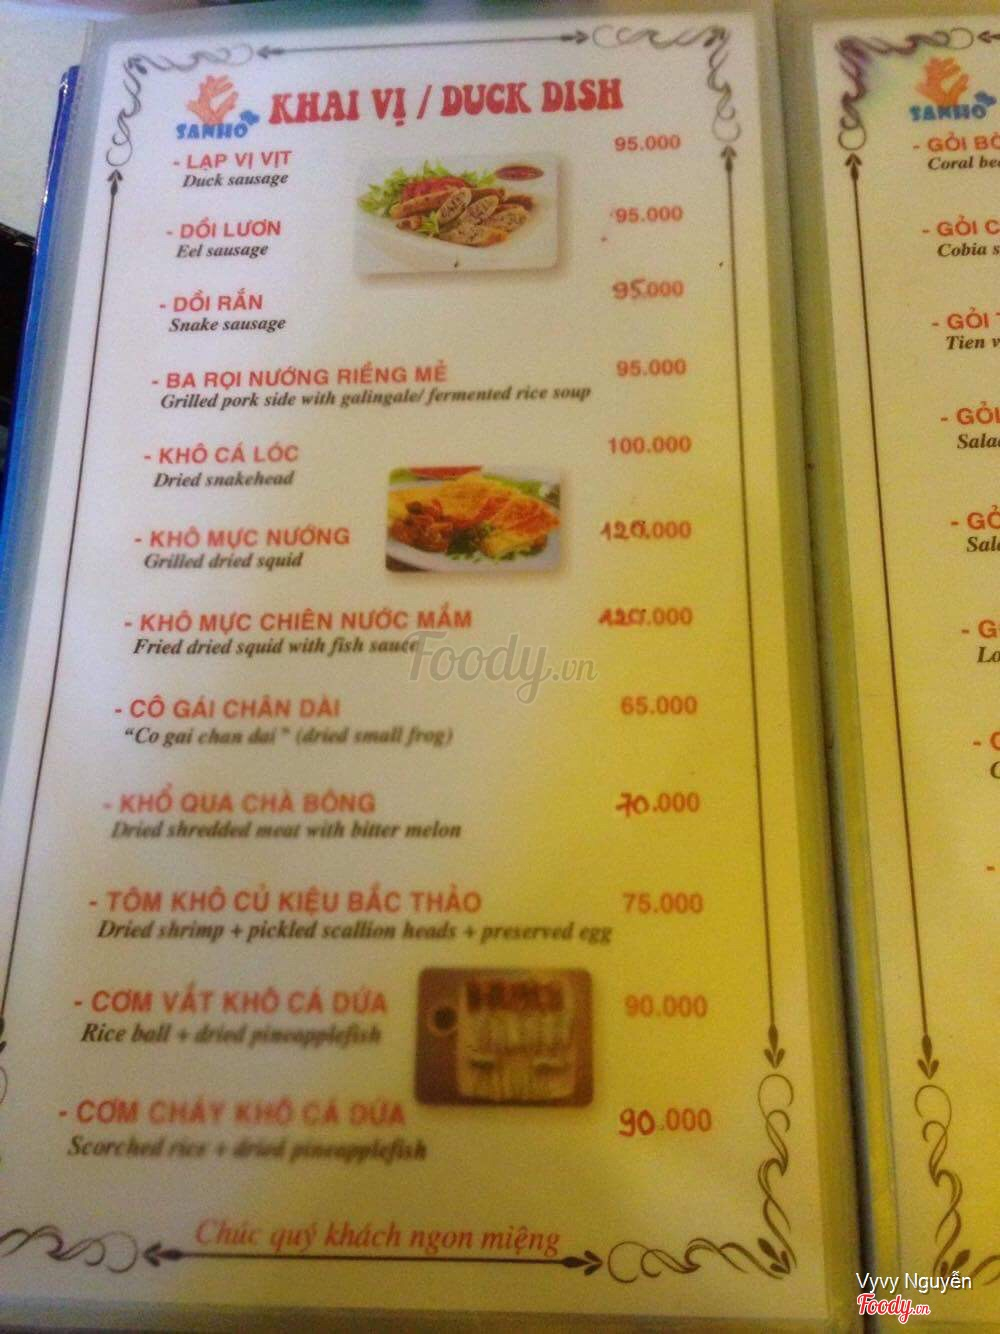 SANHO
KHAI VỊ / DUCK DISH
- LẠP VỊ VỊT 95.000
Duck sausage
- DỒI LƯƠN 95.000
Eel sausage
- DỒI RẮN 95.000
Snake sausage
- BA RỌI NƯỚNG RIỀNG MẺ 95.000
Grilled pork side with galingale/ fermented rice soup
- KHÔ CÁ LÓC 100.000
Dried snakehead
- KHÔ MỰC NƯỚNG 120.000
Grilled dried squid
- KHÔ MỰC CHIÊN NƯỚC MẮM 120.000
Fried dried squid with fish sauce
- CÔ GÁI CHÂN DÀI 65.000
"Co gai chan dai" (dried small frog)
- KHỔ QUA CHÀ BÔNG 70.000
Dried shredded meat with bitter melon
- TÔM KHÔ CỦ KIỆU BẮC THẢO 75.000
Dried shrimp + pickled scallion heads + preserved egg
- CƠM VẮT KHÔ CÁ DỨA 90.000
Rice ball + dried pineapplefish
- CƠM CHÁY KHÔ CÁ DỨA 90.000
Scorched rice + dried pineapplefish
Chúc quý khách ngon miệng
SANHO
- GỎI
Coral
- GỎI
Cobia
- GỎI
Tien
- GỎI
Foody.vn
Vyvy Nguyễn
Foody.vn